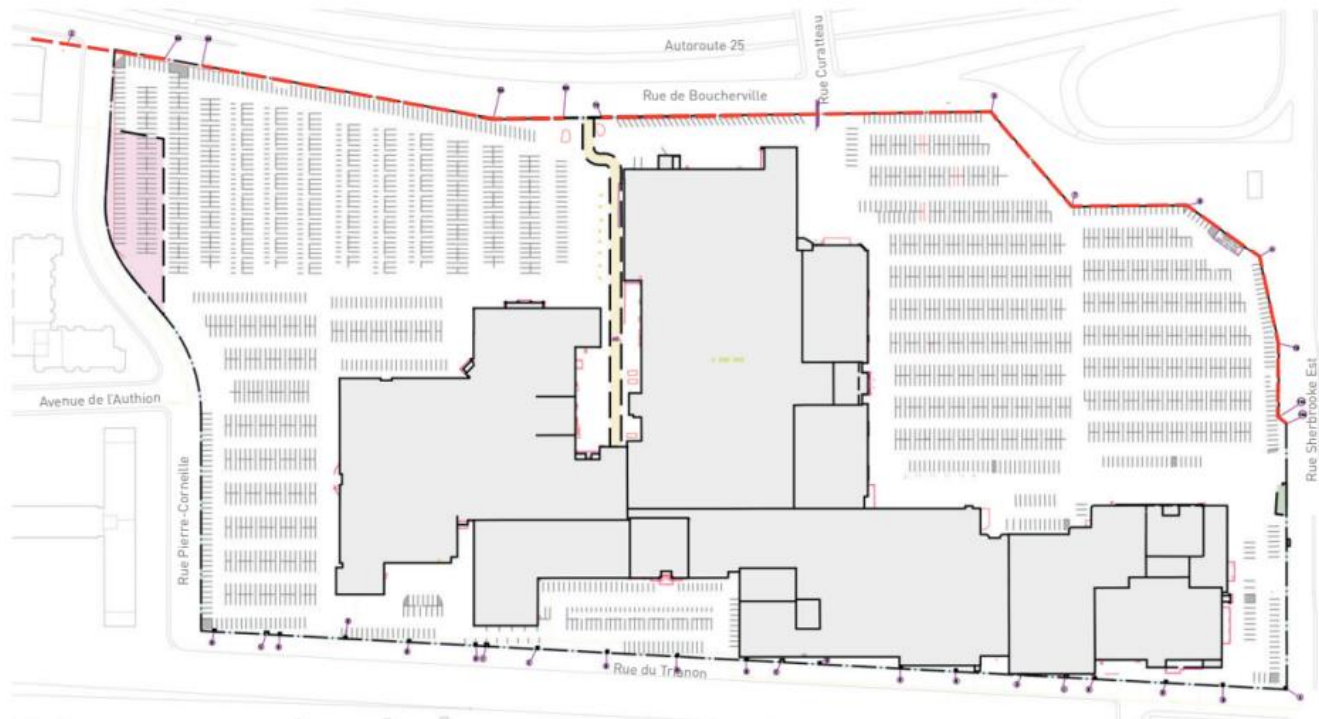 Autoroute 25
Rue Curatteau
Rue de Boucherville
Avenue de l'Authion
Rue Pierre-Corneille
Rue Sherbrooke Est
Rue du Trianon